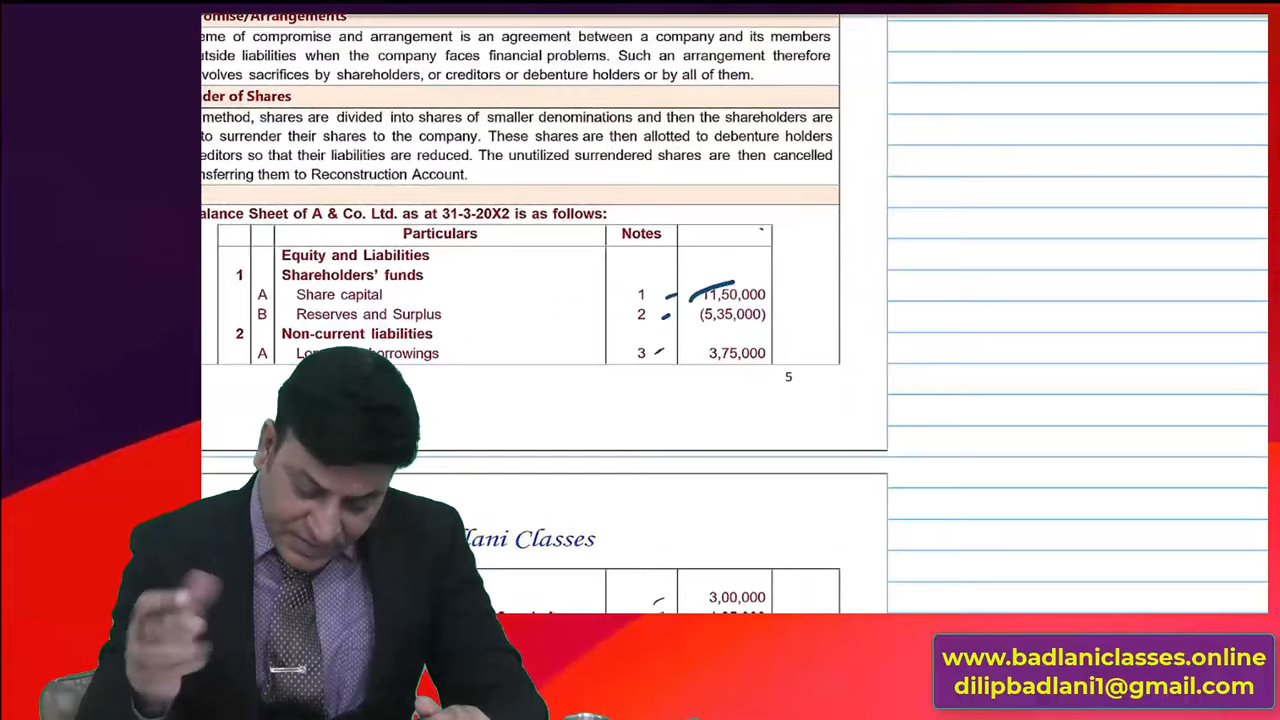 omise/Arrangements
eme of compromise and arrangement is an agreement between a company and its members
utside liabilities when the company faces financial problems. Such an arrangement therefore
volves sacrifices by shareholders, or creditors or debenture holders or by all of them.
der of Shares
method, shares are divided into shares of smaller denominations and then the shareholders are
to surrender their shares to the company. These shares are then allotted to debenture holders
editors so that their liabilities are reduced. The unutilized surrendered shares are then cancelled
nsferring them to Reconstruction Account.
alance Sheet of A & Co. Ltd. as at 31-3-20X2 is as follows:
Particulars Notes
Equity and Liabilities
1 Shareholders' funds
A Share capital 1 11,50,000
B Reserves and Surplus 2 (5,35,000)
2 Non-current liabilities
A Lon borrowings 3 3,75,000
5
lani Classes
3,00,000
www.badlaniclasses.online
dilipbadlani1@gmail.com